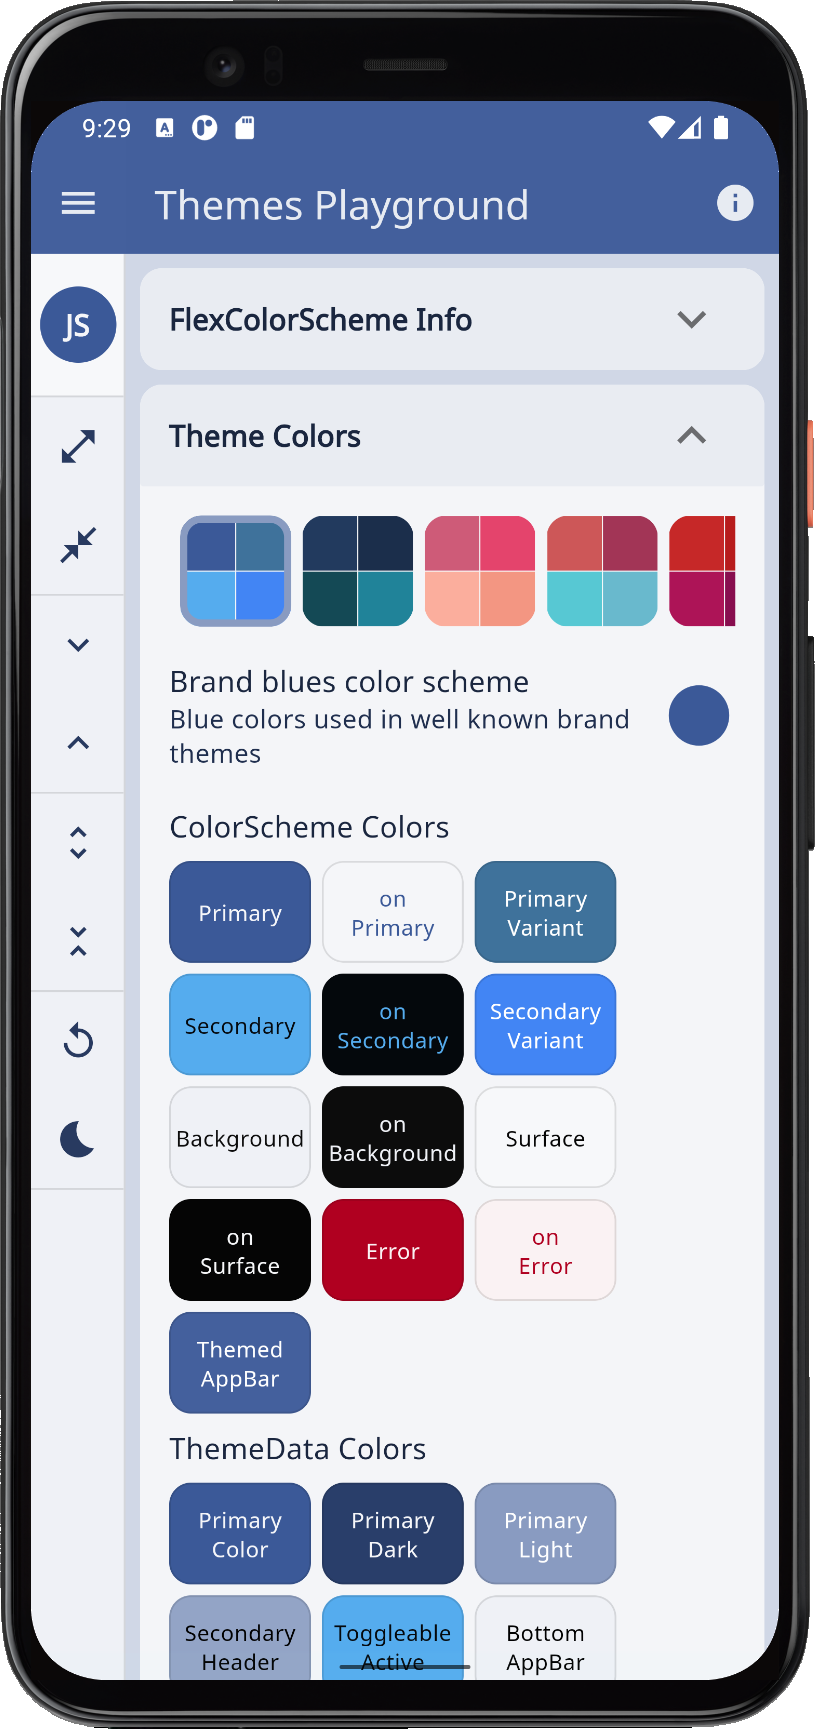 9:29
Themes Playground
JS
FlexColorScheme Info
Theme Colors
Brand blues color scheme
Blue colors used in well known brand
themes
ColorScheme Colors
Primary
on
Primary
Primary
Variant
Secondary
on
Secondary
Secondary
Variant
Background
on
Background
Surface
on
Surface
Error
on
Error
Themed
AppBar
ThemeData Colors
Primary
Color
Primary
Dark
Primary
Light
Secondary
Header
Toggleable
Active
Bottom
AppBar